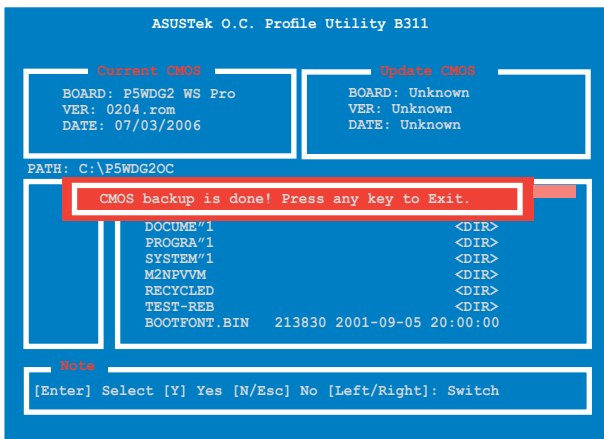 ASUSTek O.C. Profile Utility B311
Current CMOS
BOARD: P5WDG2 WS Pro
VER: 0204.rom
DATE: 07/03/2006
Update CMOS
BOARD: Unknown
VER: Unknown
DATE: Unknown
PATH: C:\P5WDG2OC
CMOS backup is done! Press any key to Exit.
DOCUME”1 <DIR>
PROGRA”1 <DIR>
SYSTEM”1 <DIR>
M2NPVVM <DIR>
RECYCLED <DIR>
TEST-REB <DIR>
BOOTFONT.BIN 213830 2001-09-05 20:00:00
Note
[Enter] Select [Y] Yes [N/Esc] No [Left/Right]: Switch